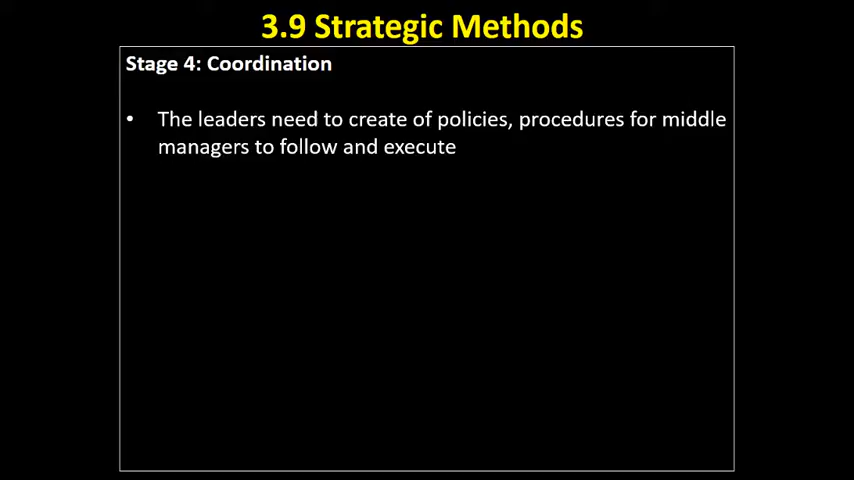 3.9 Strategic Methods
Stage 4: Coordination
• The leaders need to create of policies, procedures for middle
managers to follow and execute